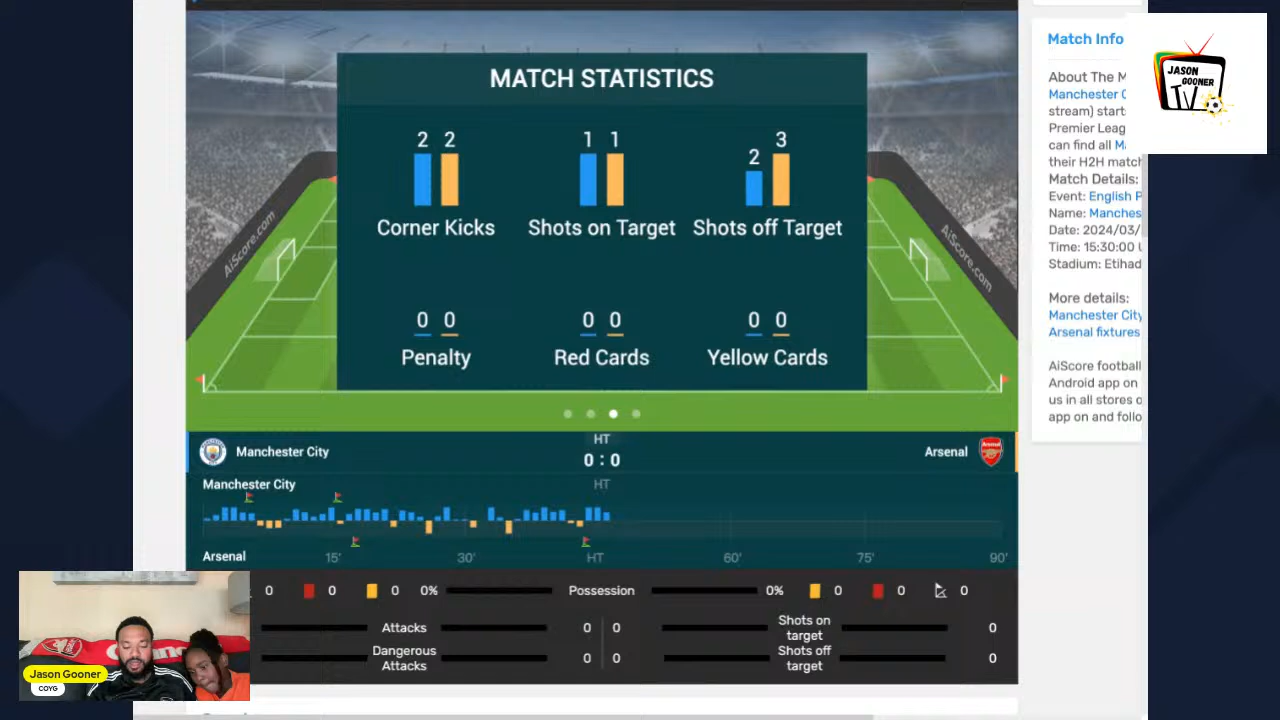 MATCH STATISTICS
2 2
1 1
2 3
Corner Kicks
Shots on Target
Shots off Target
0 0
0 0
0 0
Penalty
Red Cards
Yellow Cards
AiScore.com
AiScore.com
Manchester City
HT
0 : 0
Arsenal
Manchester City
HT
Arsenal
15'
30'
HT
60'
75'
90'
0
0
0
0%
Possession
0%
0
0
0
Attacks
0
0
Shots on
target
0
Dangerous
Attacks
0
0
Shots off
target
0
Match Info
About The M
Manchester C
stream) start
Premier Leag
can find all Ma
their H2H match
Match Details:
Event: English P
Name: Manches
Date: 2024/03/
Time: 15:30:00 U
Stadium: Etihad
More details:
Manchester City
Arsenal fixtures
AiScore football
Android app on
us in all stores o
app on and follo
JASON
GOONER
TV
Jason Gooner
COYG